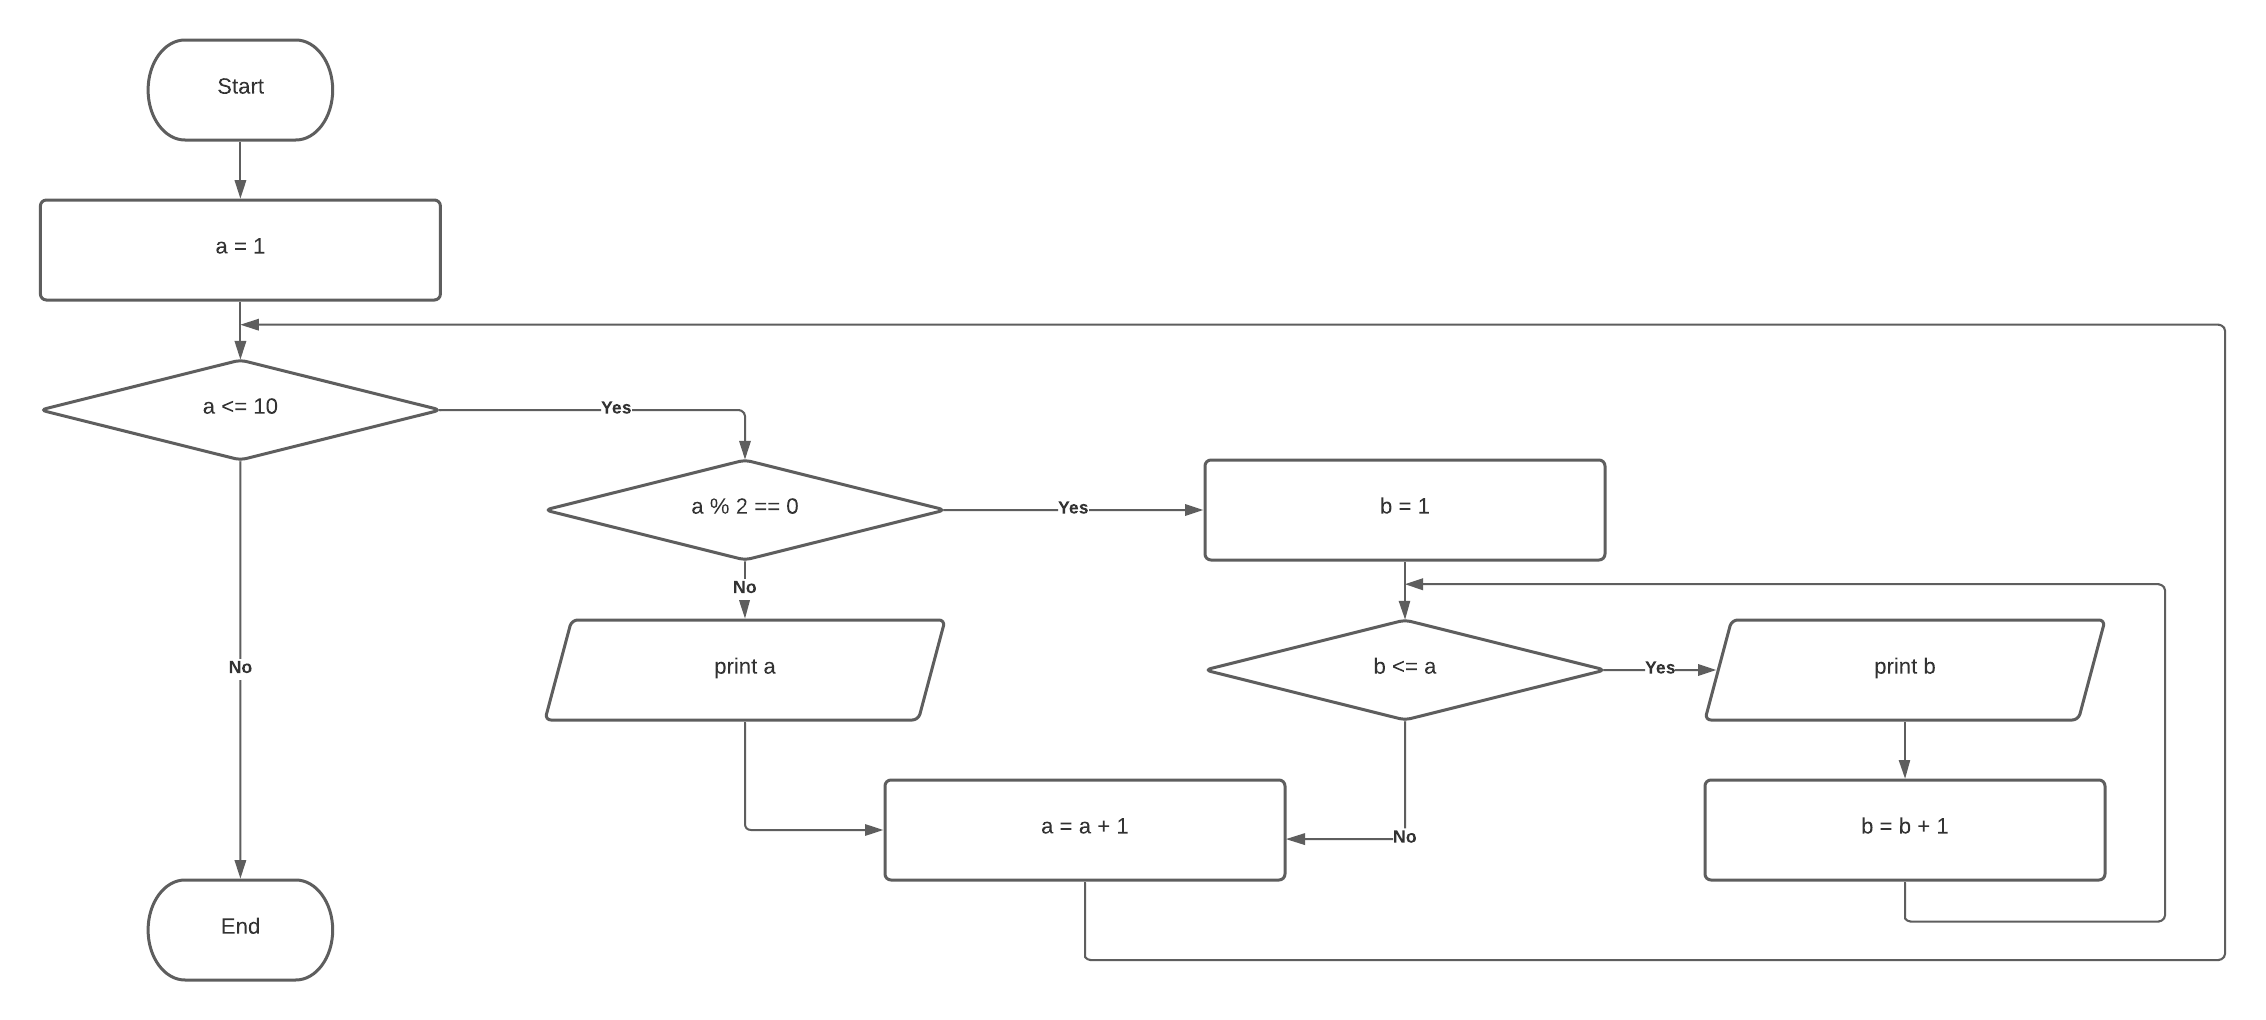 Start
a = 1
a <= 10
Yes
a % 2 == 0
Yes
b = 1
No
No
print a
b <= a
Yes
print b
a = a + 1
No
b = b + 1
End